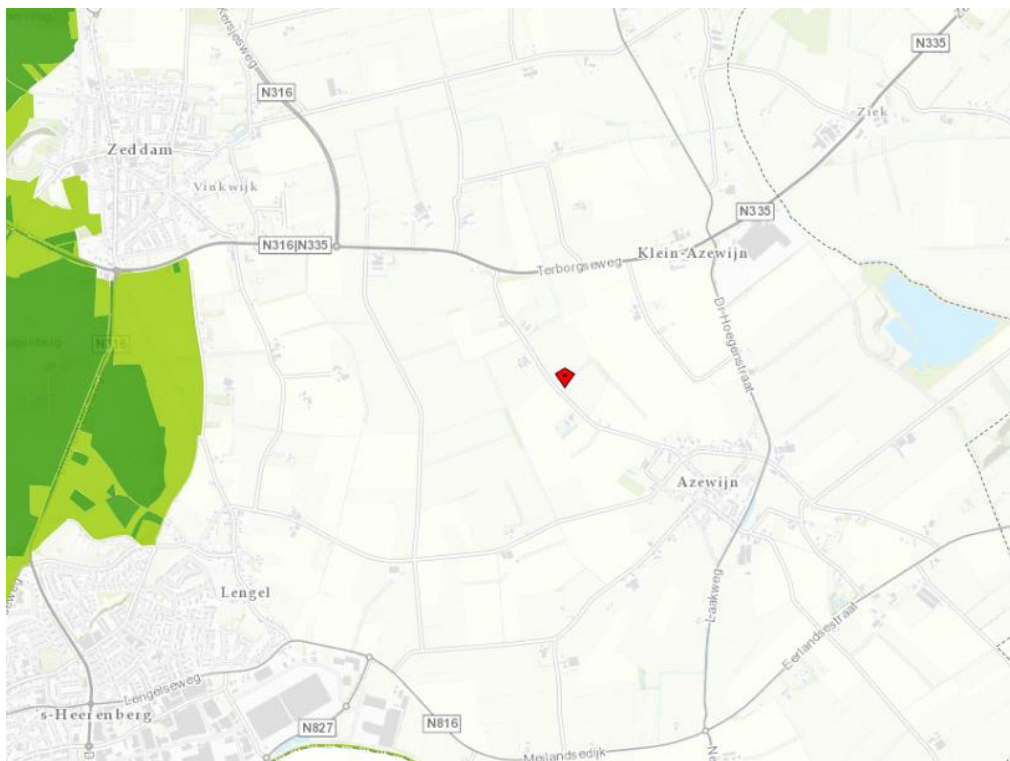 Kersjesweg
N335
N316
Ziek
Zeddam
Vinkwijk
N335
N316|N335
Terborgseweg
Klein-Azewijn
N316
Dr-Hoegenstraat
Azewijn
Laakweg
Lengel
Eerlandsestraat
Lengelseweg
's-Heerenberg
N827
N816
Meilandsedijk